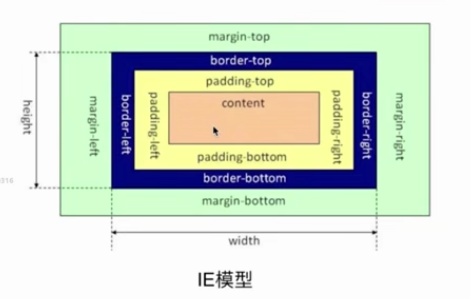 margin-top
border-top
padding-top
content
height
margin-left
border-left
padding-left
padding-right
border-right
margin-right
padding-bottom
border-bottom
margin-bottom
width
IE模型